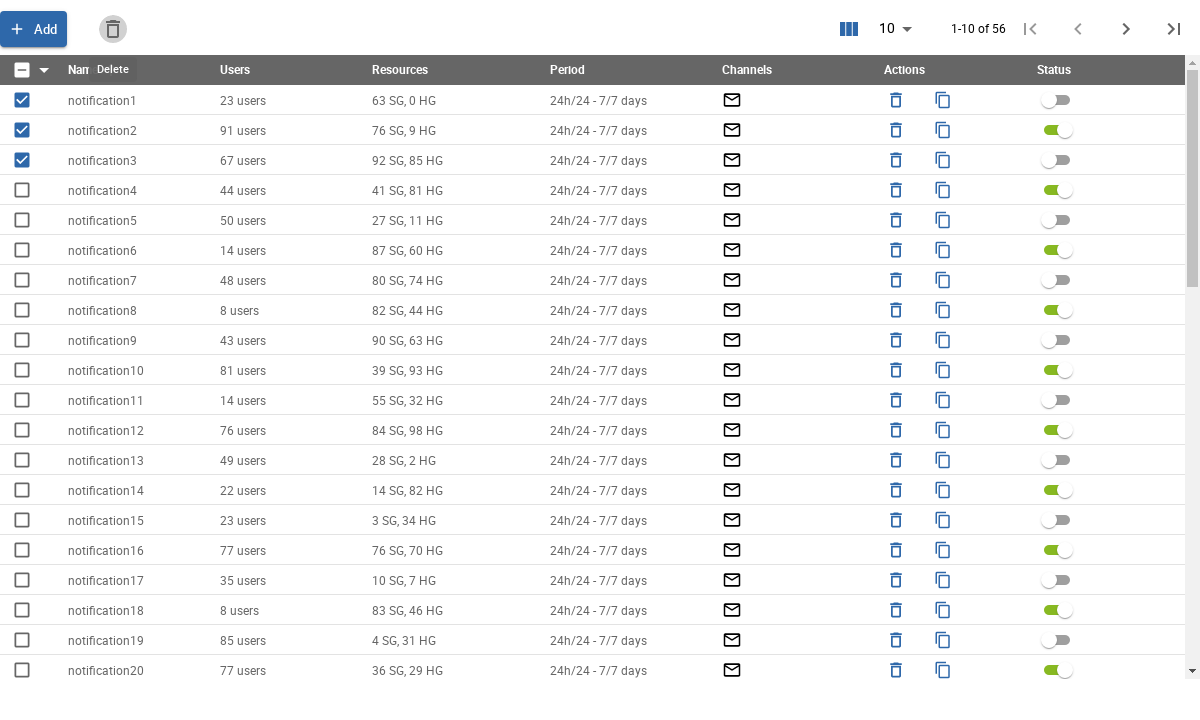 Add 10 1-10 of 56
Nam Delete Users Resources Period Channels Actions Status
notification1 23 users 63 SG, 0 HG 24h/24 - 7/7 days
notification2 91 users 76 SG, 9 HG 24h/24 - 7/7 days
notification3 67 users 92 SG, 85 HG 24h/24 - 7/7 days
notification4 44 users 41 SG, 81 HG 24h/24 - 7/7 days
notification5 50 users 27 SG, 11 HG 24h/24 - 7/7 days
notification6 14 users 87 SG, 60 HG 24h/24 - 7/7 days
notification7 48 users 80 SG, 74 HG 24h/24 - 7/7 days
notification8 8 users 82 SG, 44 HG 24h/24 - 7/7 days
notification9 43 users 90 SG, 63 HG 24h/24 - 7/7 days
notification10 81 users 39 SG, 93 HG 24h/24 - 7/7 days
notification11 14 users 55 SG, 32 HG 24h/24 - 7/7 days
notification12 76 users 84 SG, 98 HG 24h/24 - 7/7 days
notification13 49 users 28 SG, 2 HG 24h/24 - 7/7 days
notification14 22 users 14 SG, 82 HG 24h/24 - 7/7 days
notification15 23 users 3 SG, 34 HG 24h/24 - 7/7 days
notification16 77 users 76 SG, 70 HG 24h/24 - 7/7 days
notification17 35 users 10 SG, 7 HG 24h/24 - 7/7 days
notification18 8 users 83 SG, 46 HG 24h/24 - 7/7 days
notification19 85 users 4 SG, 31 HG 24h/24 - 7/7 days
notification20 77 users 36 SG, 29 HG 24h/24 - 7/7 days